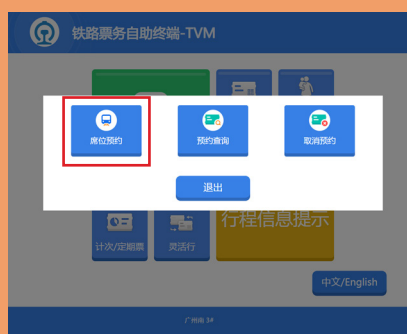 铁路票务自助终端-TVM
席位预约
预约查询
取消预约
退出
行程信息提示
计次/定期票
灵活行
中文/English
广州南 3#